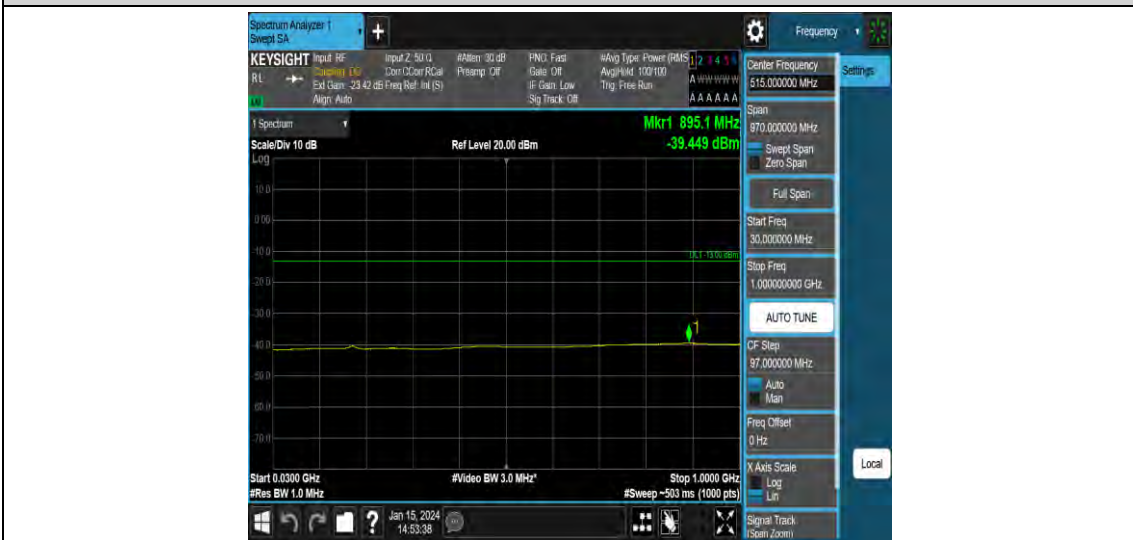 Spectrum Analyzer 1
Swept SA
+
Frequency
KEYSIGHT
RL
LXI
Input: RF
Coupling: DC
Ext Gain: -23.42 dB
Align: Auto
Input Z: 50 Ω
Corr CCorr RCal
Freq Ref: Int (S)
#Atten: 30 dB
Preamp: Off
PNO: Fast
Gate: Off
IF Gain: Low
Sig Track: Off
#Avg Type: Power (RMS
Avg|Hold: 100/100
Trig: Free Run
1 2 3 4 5 6
A W W W W W
A A A A A A
Center Frequency
515.000000 MHz
Settings
Span
970.000000 MHz
Swept Span
Zero Span
Full Span
Start Freq
30.000000 MHz
Stop Freq
1.000000000 GHz
AUTO TUNE
CF Step
97.000000 MHz
Auto
Man
Freq Offset
0 Hz
X Axis Scale
Log
Lin
Signal Track
(Span Zoom)
Local
1 Spectrum
Scale/Div 10 dB
Ref Level 20.00 dBm
Mkr1 895.1 MHz
-39.449 dBm
Log
10.0
0.00
-10.0
DL1 -13.00 dBm
-20.0
-30.0
1
-40.0
-50.0
-60.0
-70.0
Start 0.0300 GHz
#Video BW 3.0 MHz*
Stop 1.0000 GHz
#Res BW 1.0 MHz
#Sweep ~503 ms (1000 pts)
?
Jan 15, 2024
14:53:38